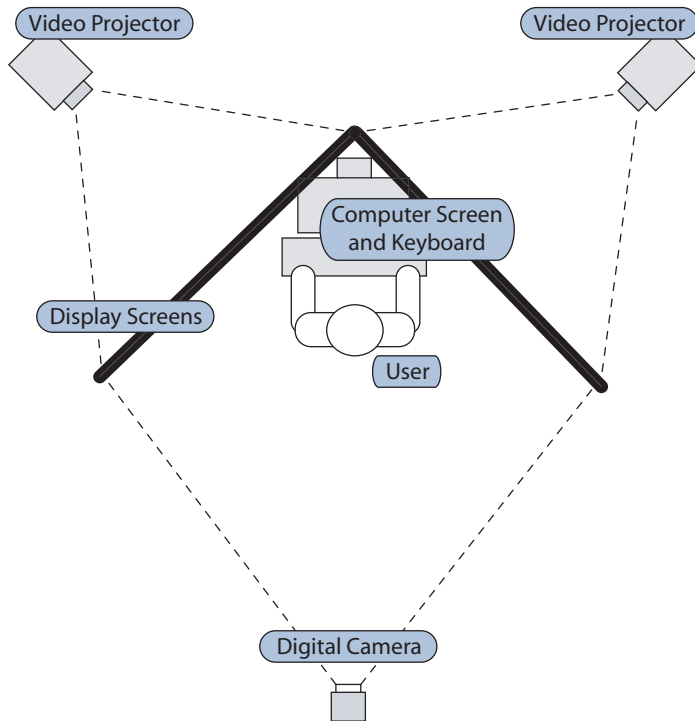 Video Projector
Video Projector
Computer Screen
and Keyboard
Display Screens
User
Digital Camera